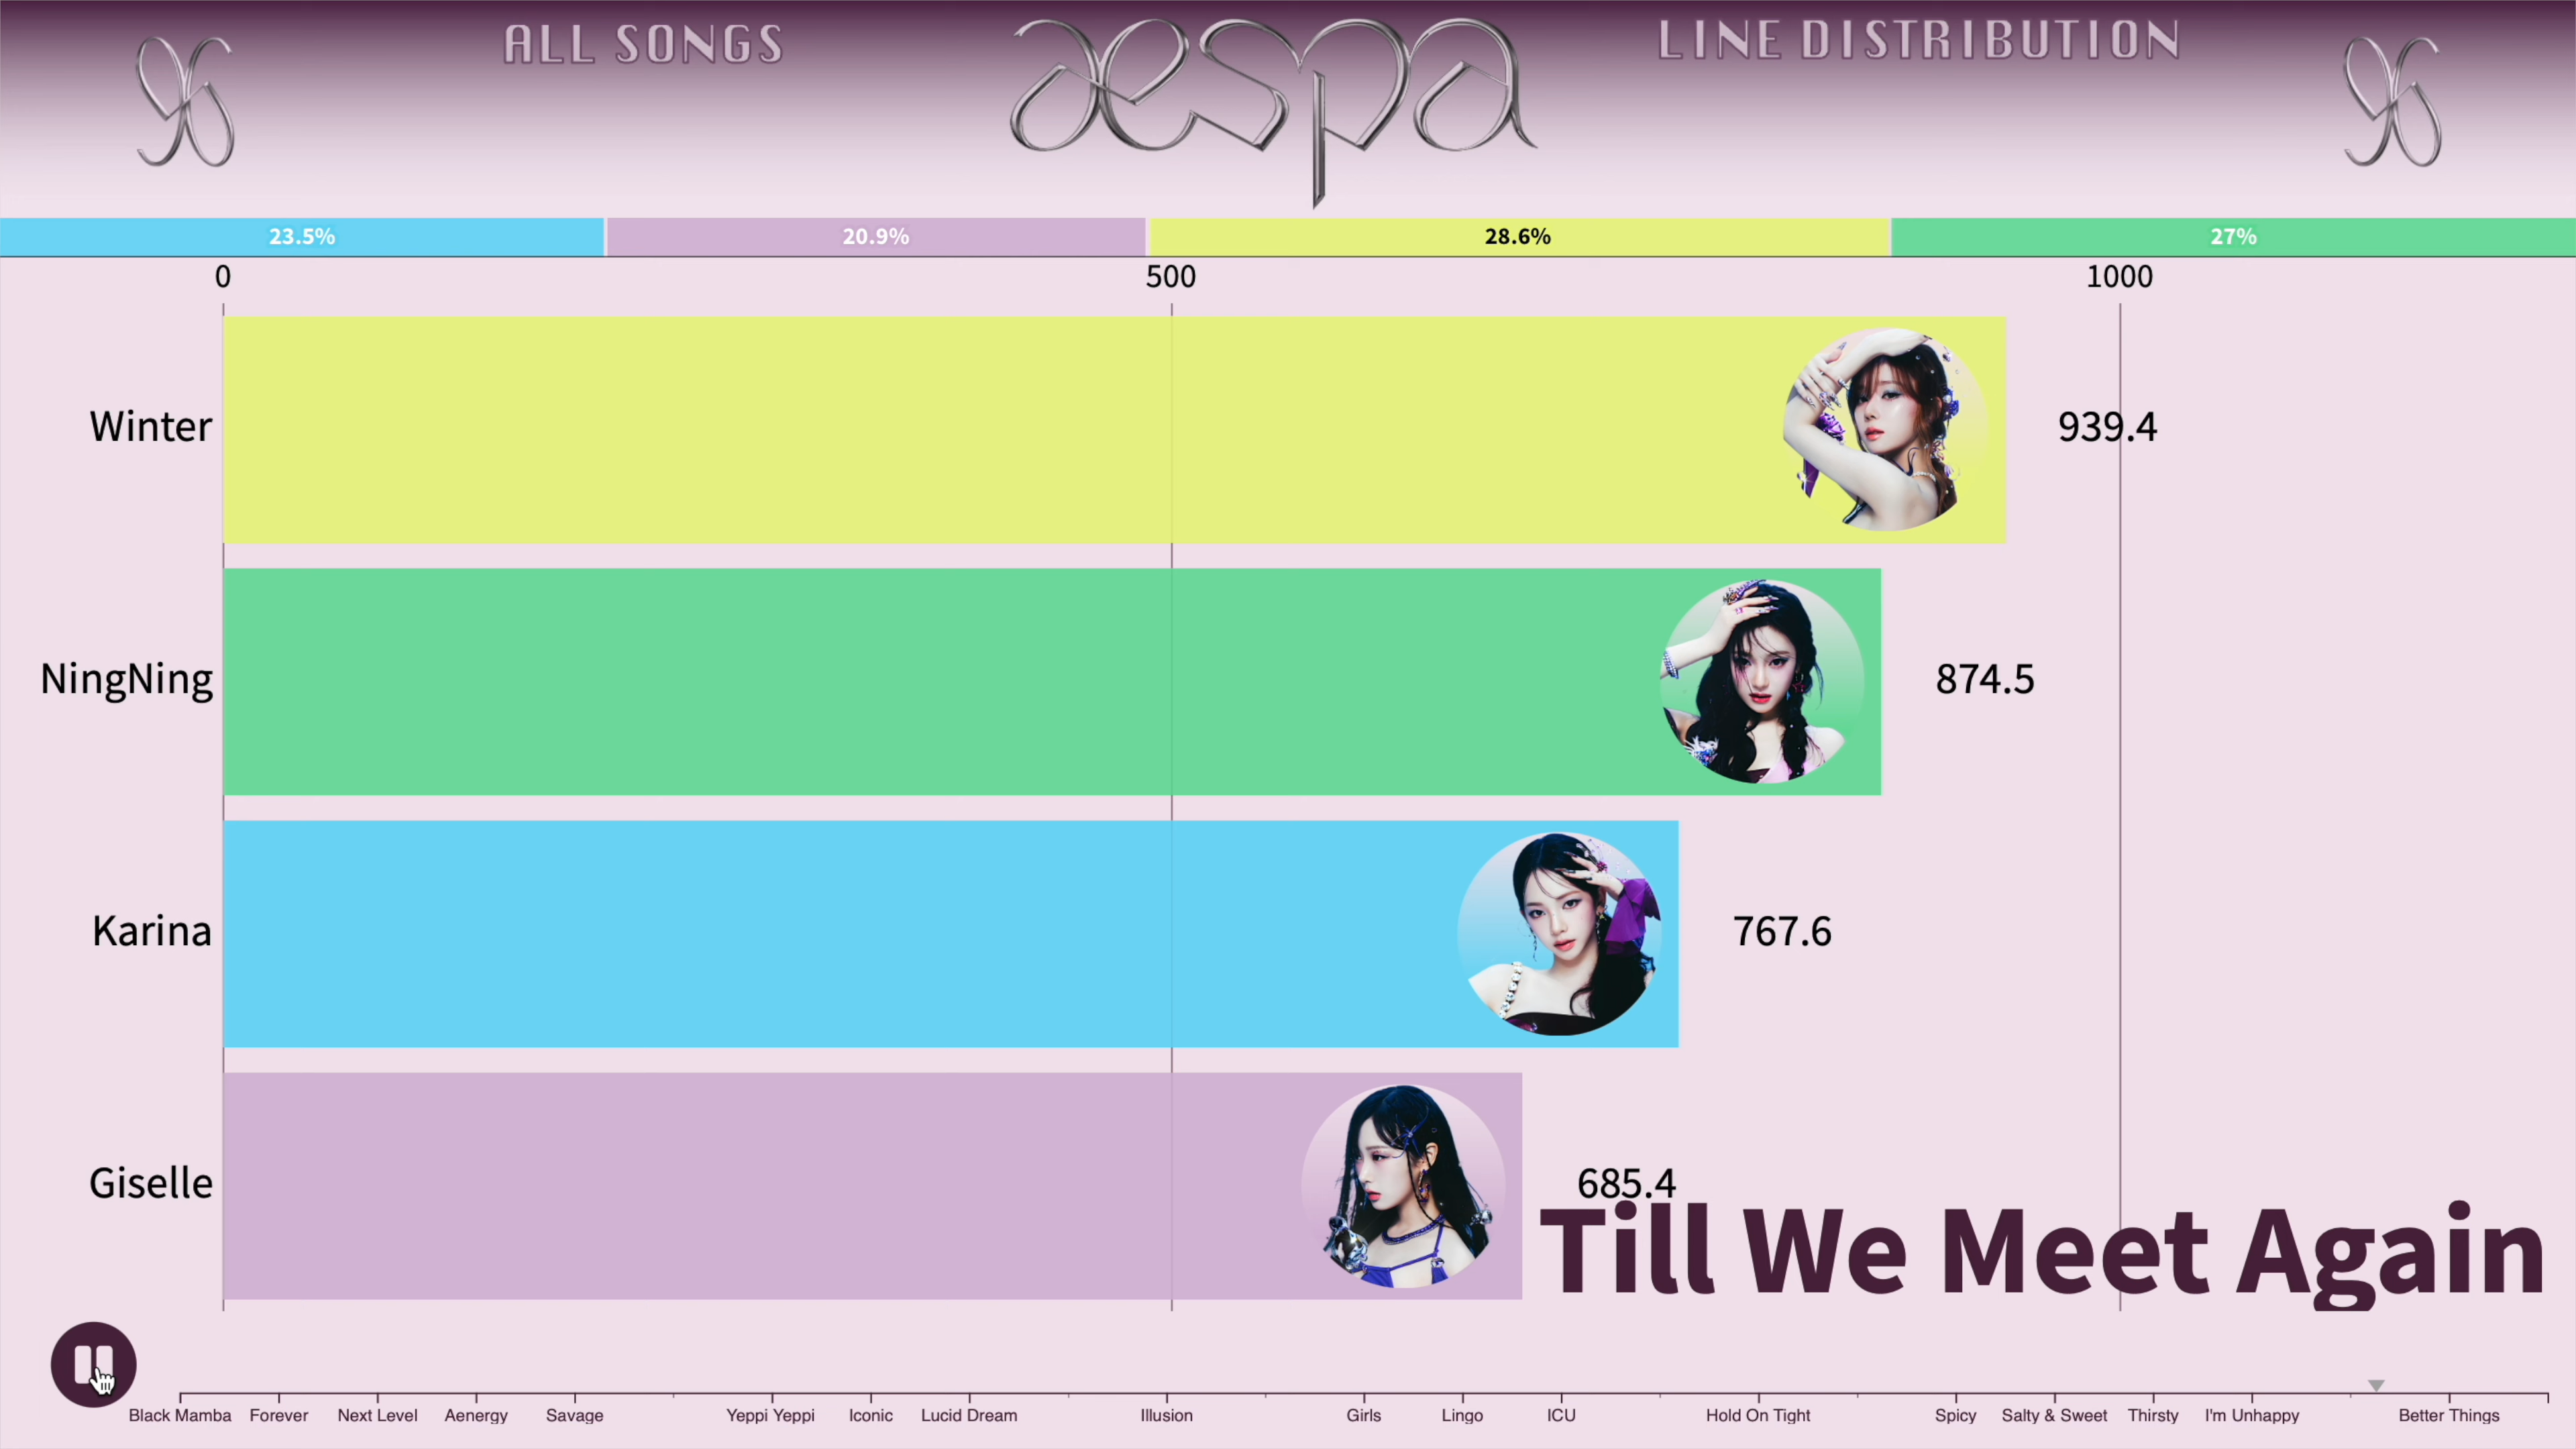 ALL SONGS
aespa
LINE DISTRIBUTION
23.5%
20.9%
28.6%
27%
0
500
1000
Winter
939.4
NingNing
874.5
Karina
767.6
Giselle
685.4
Till We Meet Again
Black Mamba
Forever
Next Level
Aenergy
Savage
Yeppi Yeppi
Iconic
Lucid Dream
Illusion
Girls
Lingo
ICU
Hold On Tight
Spicy
Salty & Sweet
Thirsty
I'm Unhappy
Better Things